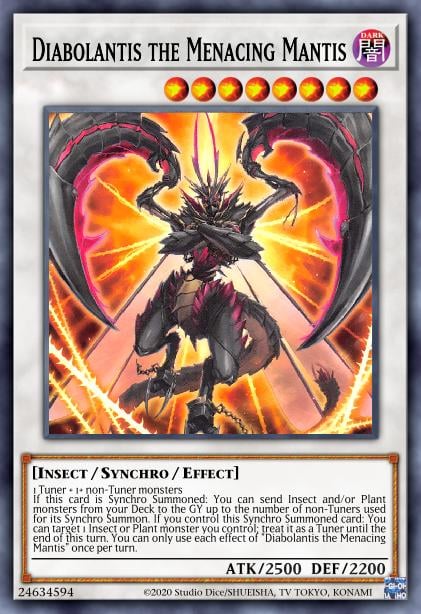 DIABOLANTIS THE MENACING MANTIS
DARK
闇
[INSECT / SYNCHRO / EFFECT]
1 Tuner + 1+ non-Tuner monsters
If this card is Synchro Summoned: You can send Insect and/or Plant
monsters from your Deck to the GY up to the number of non-Tuners used
for its Synchro Summon. If you control this Synchro Summoned card: You
can target 1 Insect or Plant monster you control; treat it as a Tuner until the
end of this turn. You can only use each effect of "Diabolantis the Menacing
Mantis" once per turn.
ATK/2500 DEF/2200
24634594
©2020 Studio Dice/SHUEISHA, TV TOKYO, KONAMI